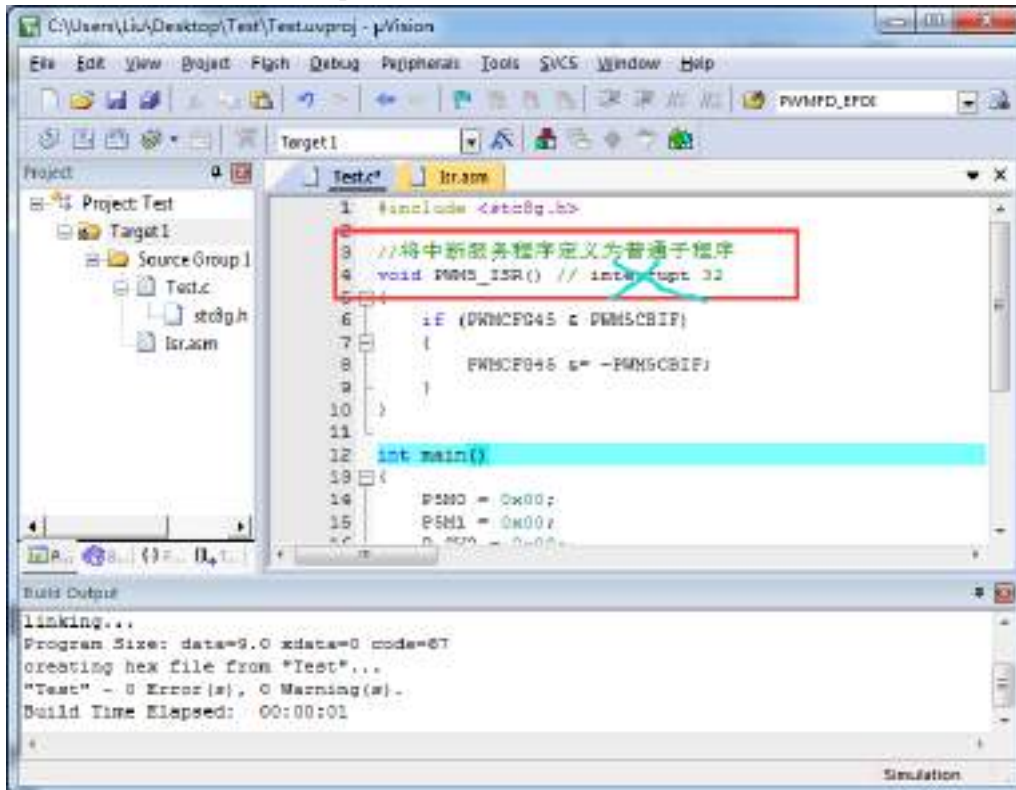 C:\Users\Liu\Desktop\Test\Test.uvproj - µVision
File Edit View Project Flash Debug Peripherals Tools SVCS Window Help
Target 1
Project
Test.c*
Isr.asm
Project: Test
Target 1
Source Group 1
Test.c
stc8g.h
Isr.asm
1 #include <stc8g.h>
2
3 //将中断服务程序定义为普通子程序
4 void PWM5_ISR() // interrupt 32
5 {
6 if (PWMCFG45 & PWM5CBIF)
7 {
8 PWMCFG45 &= ~PWM5CBIF;
9 }
10 }
11
12 int main()
13 {
14 P5M0 = 0x00;
15 P5M1 = 0x00;
Build Output
linking...
Program Size: data=9.0 xdata=0 code=67
creating hex file from "Test"...
"Test" - 0 Error(s), 0 Warning(s).
Build Time Elapsed: 00:00:01
Simulation